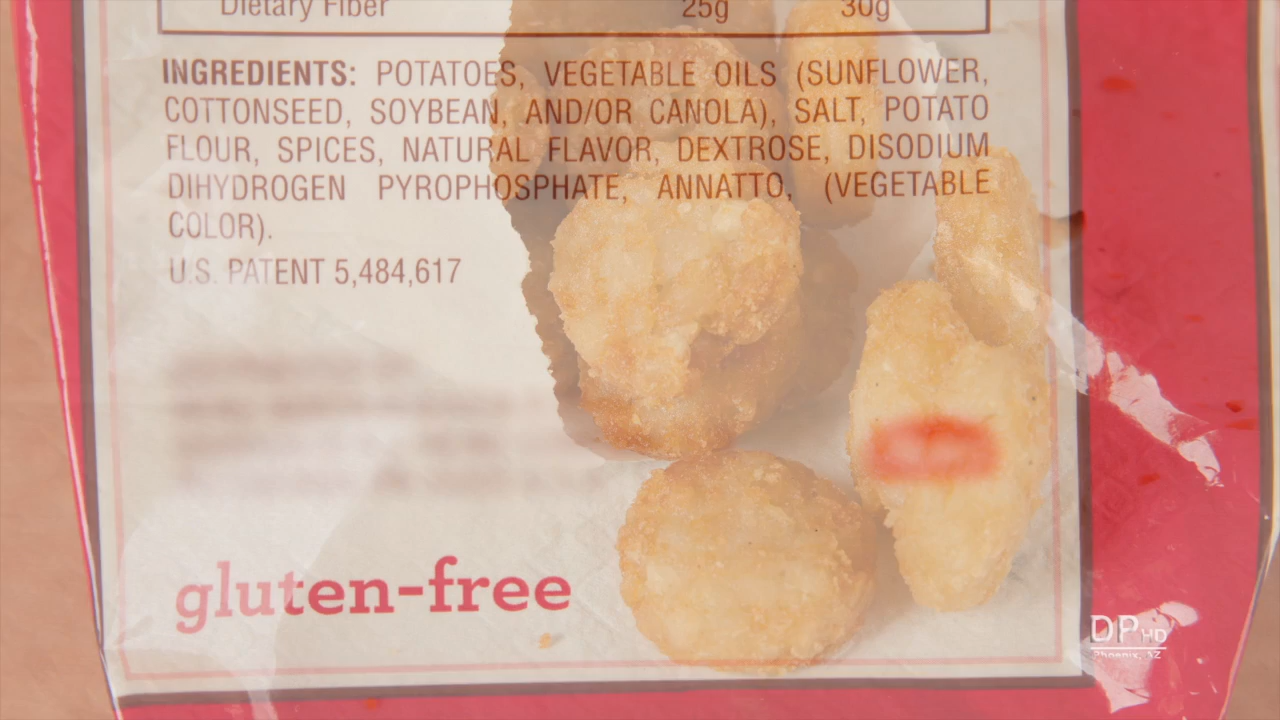 Dietary Fiber 25g 30g
INGREDIENTS: POTATOES, VEGETABLE OILS (SUNFLOWER,
COTTONSEED, SOYBEAN, AND/OR CANOLA), SALT, POTATO
FLOUR, SPICES, NATURAL FLAVOR, DEXTROSE, DISODIUM
DIHYDROGEN PYROPHOSPHATE, ANNATTO, (VEGETABLE
COLOR).
U.S. PATENT 5,484,617
gluten-free
DP HD
Phoenix, AZ